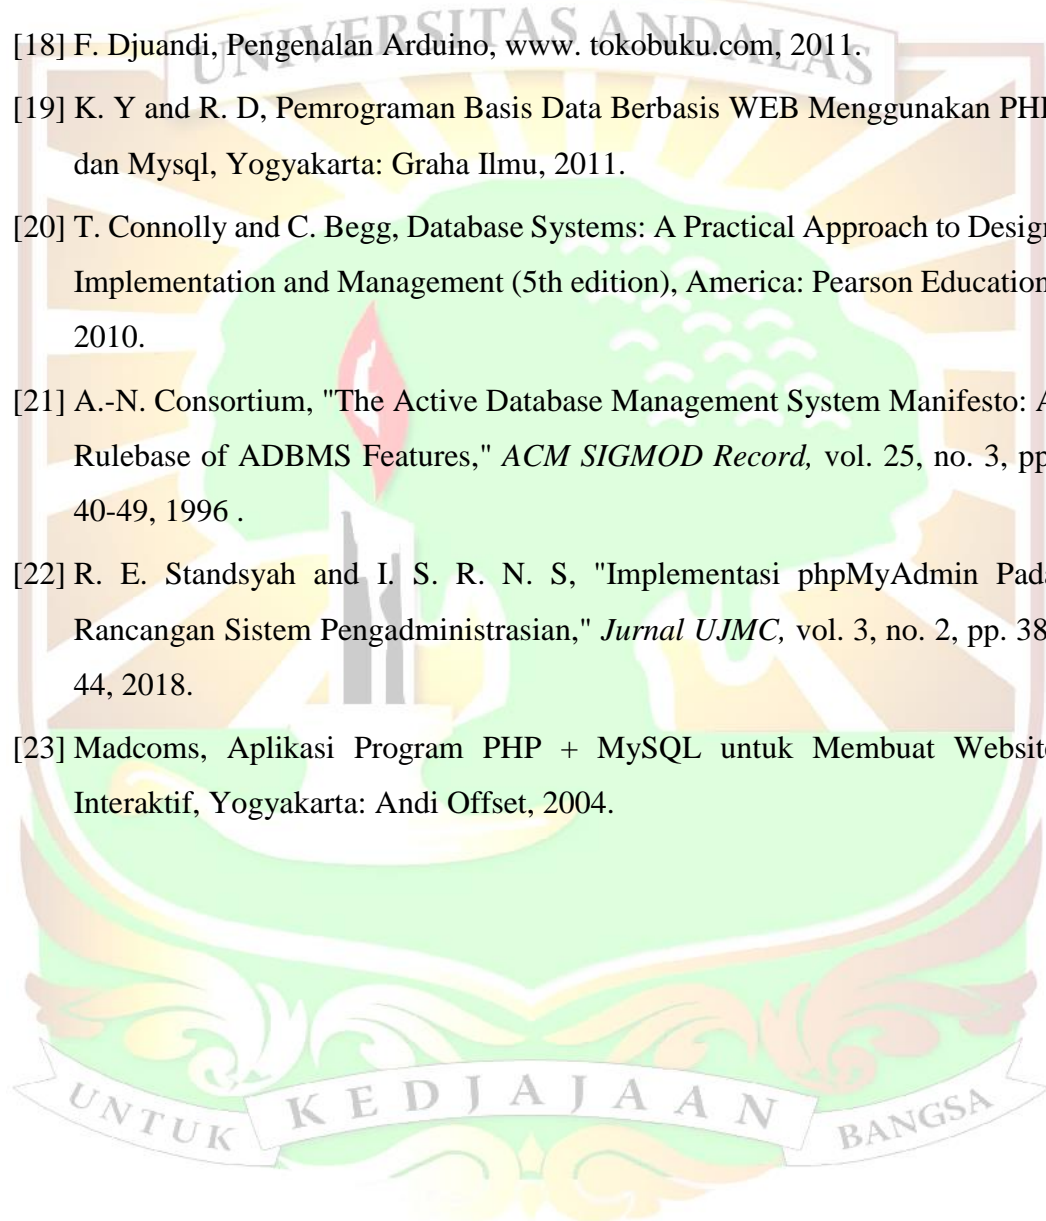 UNIVERSITAS ANDALAS
[18] F. Djuandi, Pengenalan Arduino, www. tokobuku.com, 2011.
[19] K. Y and R. D, Pemrograman Basis Data Berbasis WEB Menggunakan PHP
dan Mysql, Yogyakarta: Graha Ilmu, 2011.
[20] T. Connolly and C. Begg, Database Systems: A Practical Approach to Design
Implementation and Management (5th edition), America: Pearson Education
2010.
[21] A.-N. Consortium, "The Active Database Management System Manifesto: A
Rulebase of ADBMS Features," ACM SIGMOD Record, vol. 25, no. 3, pp
40-49, 1996 .
[22] R. E. Standsyah and I. S. R. N. S, "Implementasi phpMyAdmin Pada
Rancangan Sistem Pengadministrasian," Jurnal UJMC, vol. 3, no. 2, pp. 38
44, 2018.
[23] Madcoms, Aplikasi Program PHP + MySQL untuk Membuat Website
Interaktif, Yogyakarta: Andi Offset, 2004.
UNTUK KEDJAJAAN BANGSA